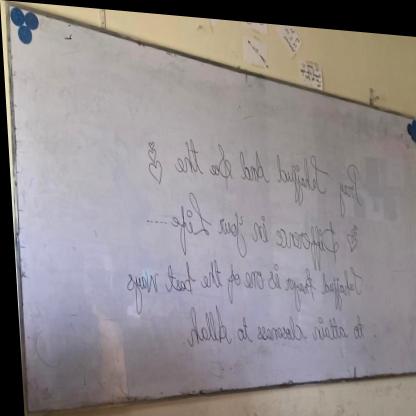 Pray Tahajjud And See the
Difference in Your Life......
Tahajjud Prayer is one of the best ways
to attain closeness to Allah.